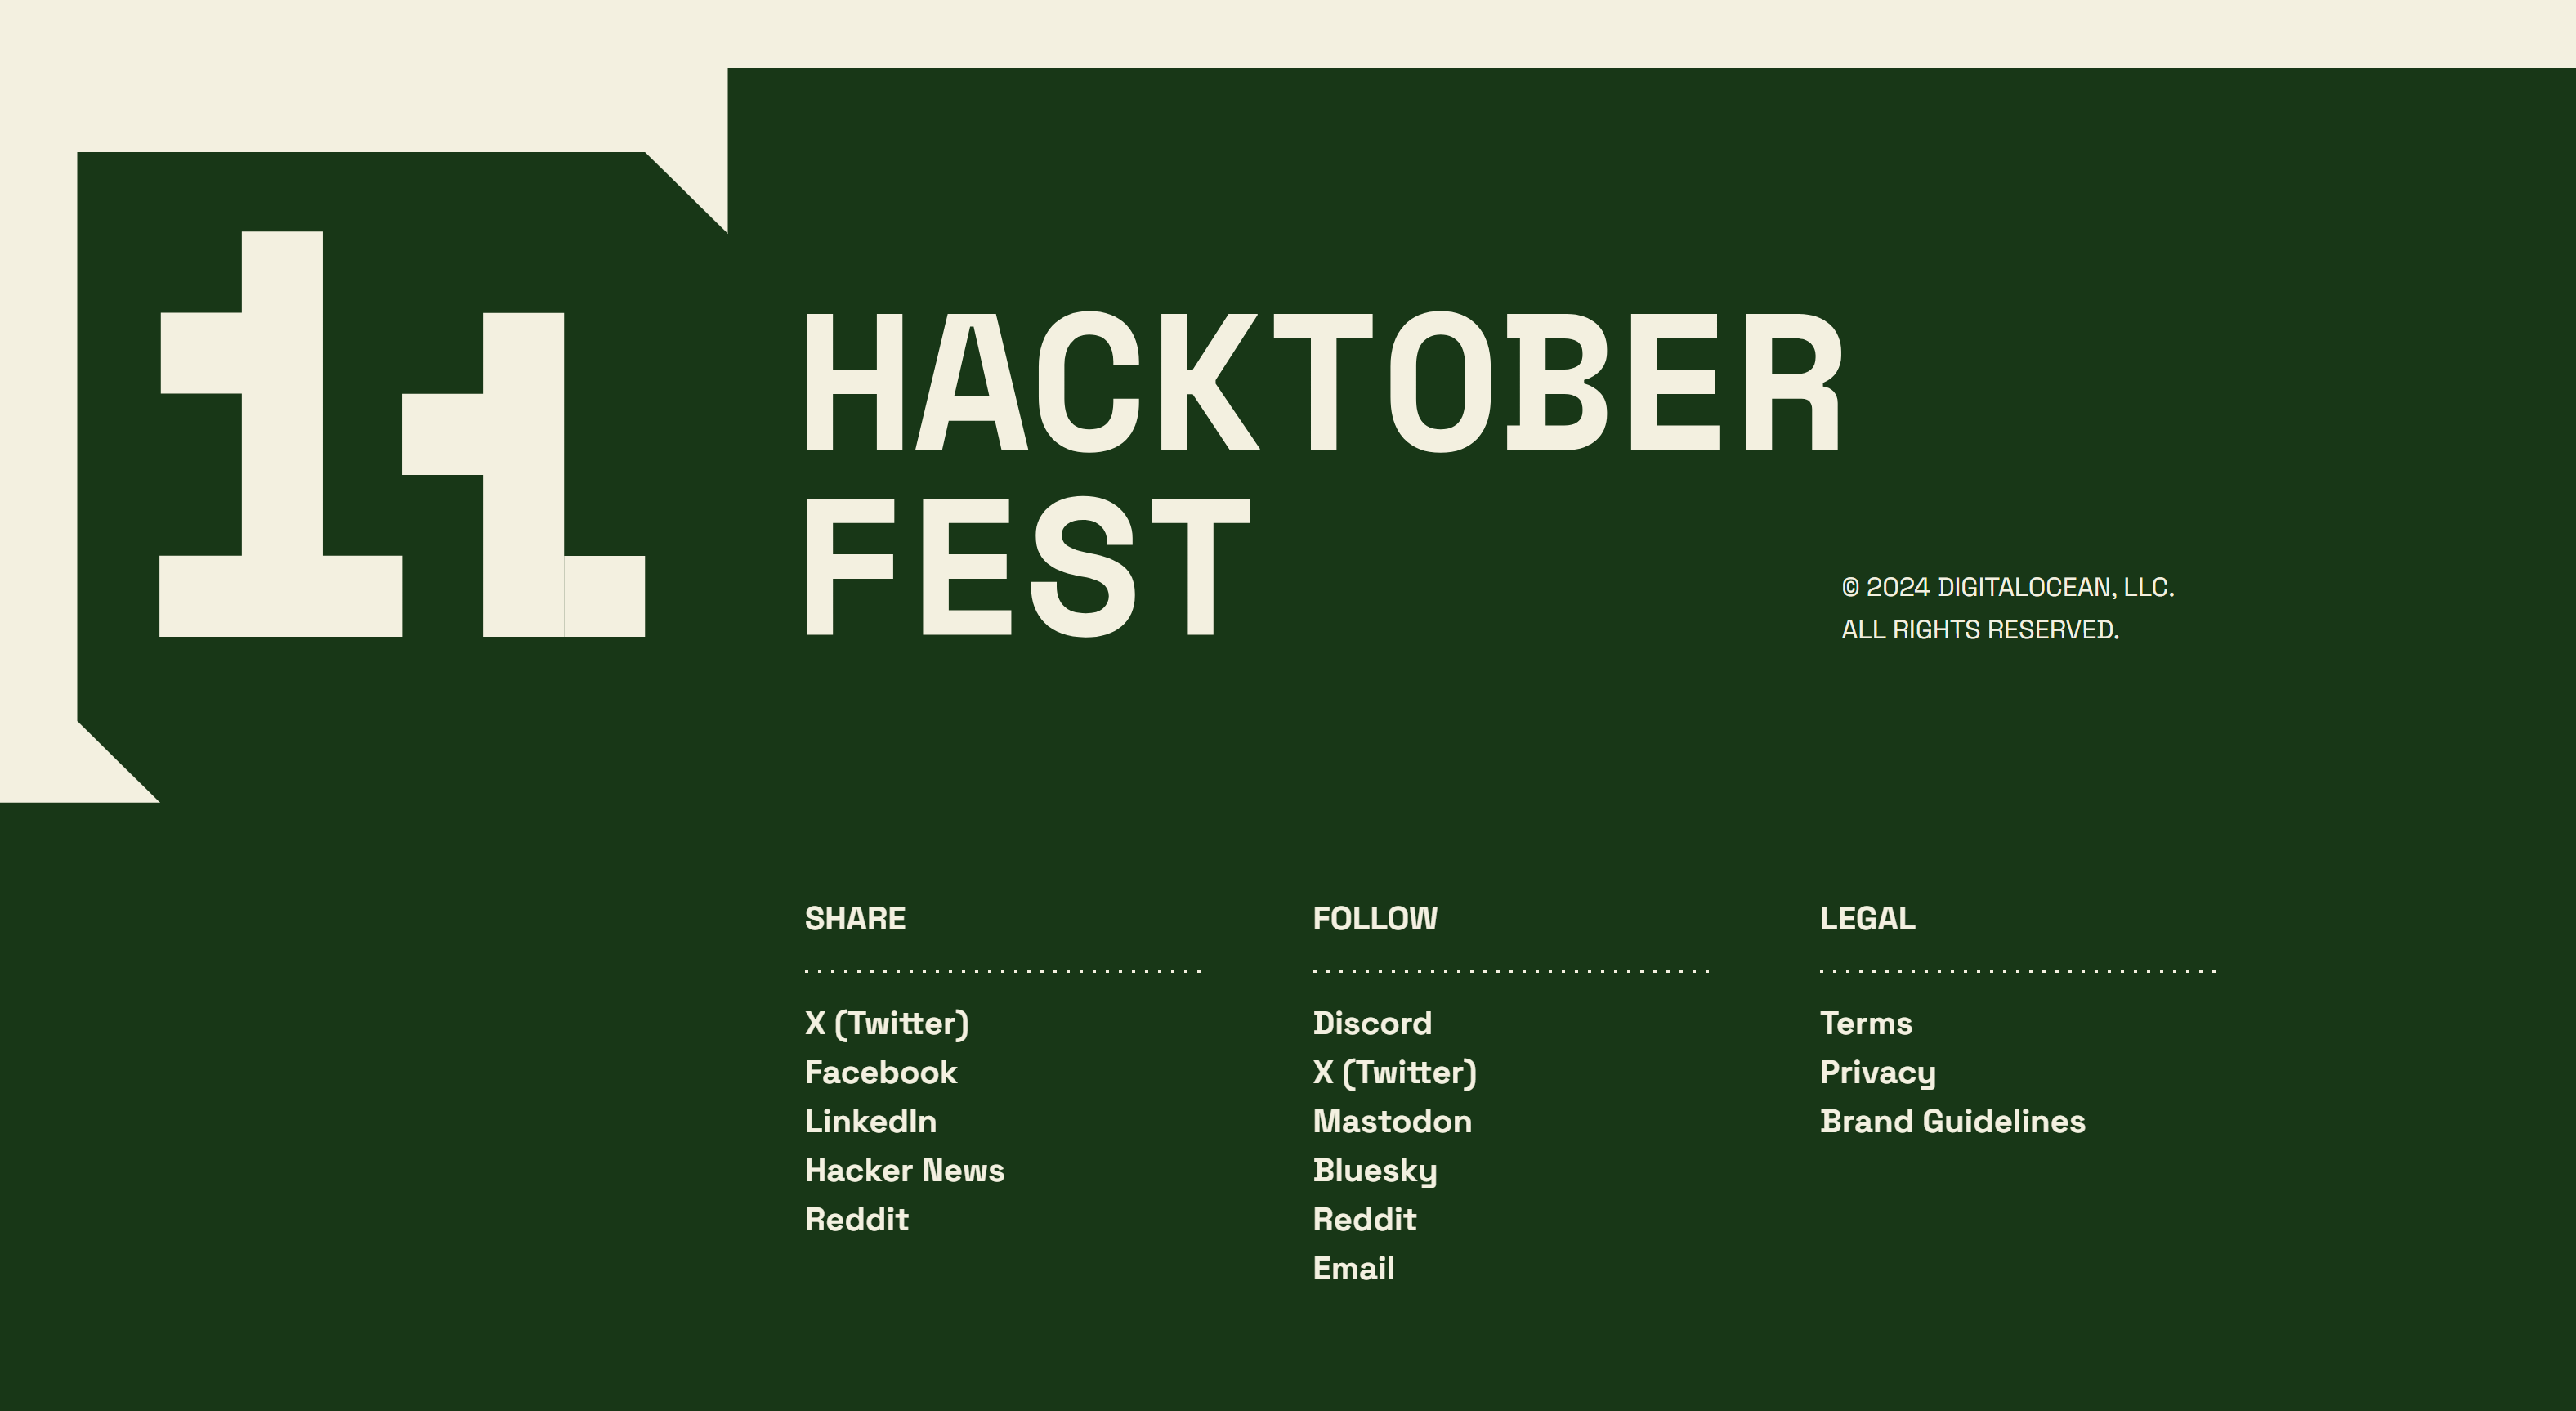 11
HACKTOBER
FEST
© 2024 DIGITALOCEAN, LLC.
ALL RIGHTS RESERVED.
SHARE
X (Twitter)
Facebook
LinkedIn
Hacker News
Reddit
FOLLOW
Discord
X (Twitter)
Mastodon
Bluesky
Reddit
Email
LEGAL
Terms
Privacy
Brand Guidelines